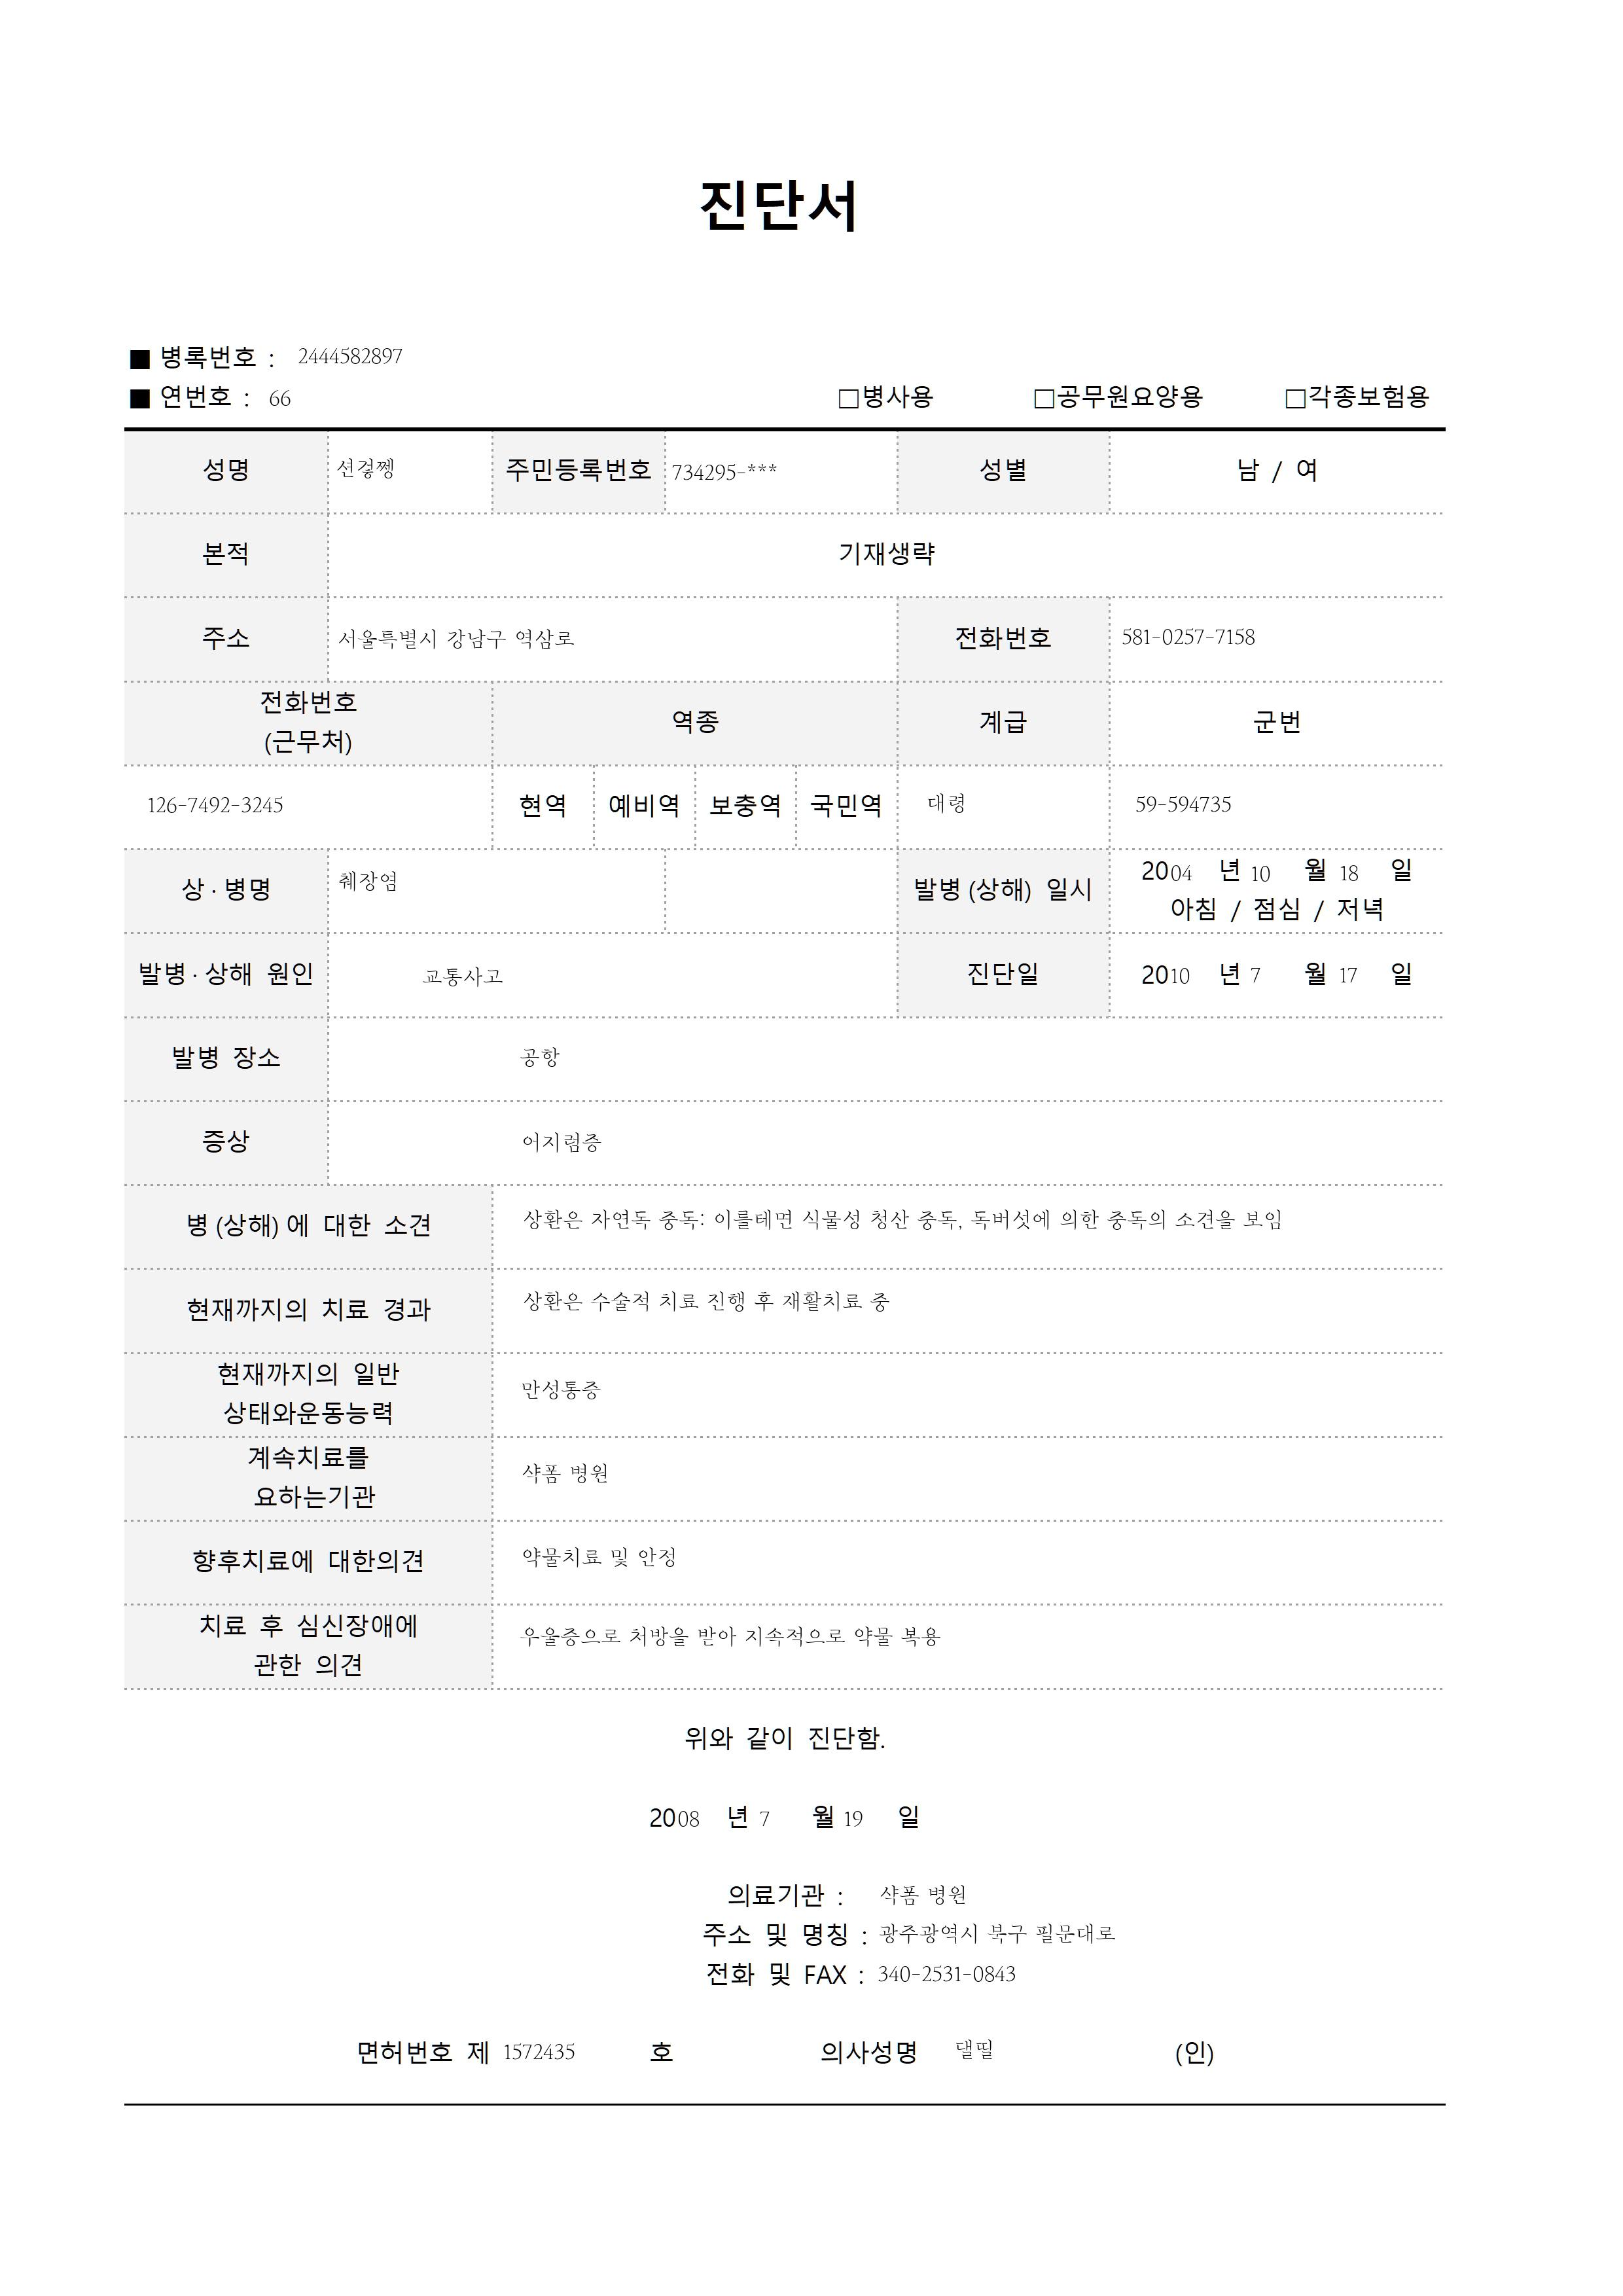 진단서
■ 병록번호 : 2444582897
■ 연번호 : 66 □병사용 □공무원요양용 □각종보험용
성명 션겋쩽 주민등록번호 734295-*** 성별 남 / 여
본적 기재생략
주소 서울특별시 강남구 역삼로 전화번호 581-0257-7158
전화번호
(근무처) 역종 계급 군번
126-7492-3245 현역 예비역 보충역 국민역 대령 59-594735
상·병명 췌장염 발병(상해) 일시 2004 년 10 월 18 일
아침 / 점심 / 저녁
발병·상해 원인 교통사고 진단일 2010 년 7 월 17 일
발병 장소 공항
증상 어지럼증
병(상해)에 대한 소견 상환은 자연독 중독: 이를테면 식물성 청산 중독, 독버섯에 의한 중독의 소견을 보임
현재까지의 치료 경과 상환은 수술적 치료 진행 후 재활치료 중
현재까지의 일반
상태와운동능력 만성통증
계속치료를
요하는기관 샥폼 병원
향후치료에 대한의견 약물치료 및 안정
치료 후 심신장애에
관한 의견 우울증으로 처방을 받아 지속적으로 약물 복용
위와 같이 진단함.
2008 년 7 월 19 일
의료기관 : 샥폼 병원
주소 및 명칭 : 광주광역시 북구 필문대로
전화 및 FAX : 340-2531-0843
면허번호 제 1572435 호 의사성명 댈띨 (인)